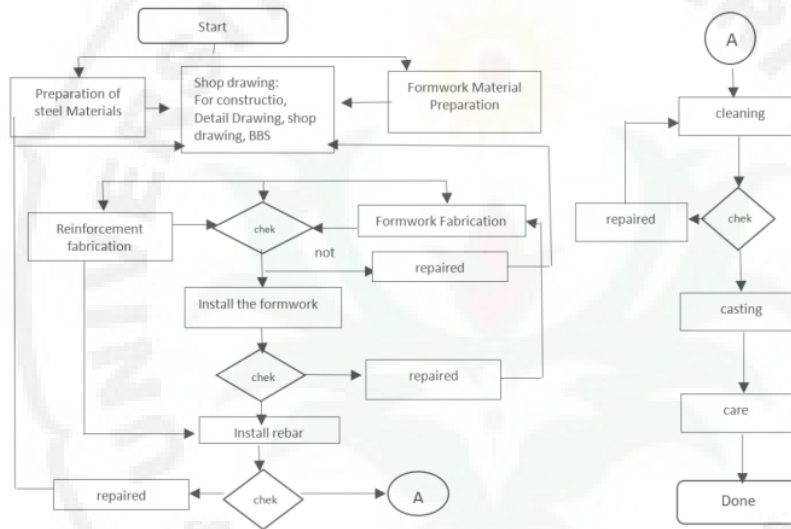 Start
Preparation of
steel Materials
Shop drawing:
For constructio,
Detail Drawing, shop
drawing, BBS
Formwork Material
Preparation
Reinforcement
fabrication
chek
Formwork Fabrication
not
repaired
Install the formwork
chek
repaired
Install rebar
repaired
chek
A
A
cleaning
repaired
chek
casting
care
Done